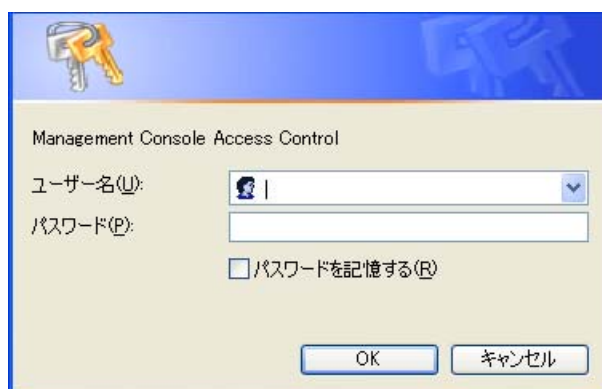 Management Console Access Control
ユーザー名(U):
パスワード(P):
パスワードを記憶する(R)
OK
キャンセル